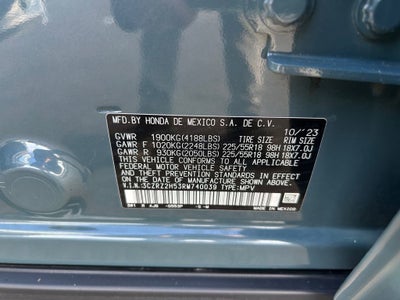 MFD. BY HONDA DE MEXICO S.A. DE C.V.
10/'23
GVWR 1900KG(4188LBS) TIRE SIZE RIM SIZE
GAWR F 1020KG(2248LBS) 225/55R18 98H 18X7.0J
GAWR R 930KG(2050LBS) 225/55R18 98H 18X7.0J
THIS VEHICLE CONFORMS TO ALL APPLICABLE
FEDERAL MOTOR VEHICLE SAFETY
AND THEFT PREVENTION STANDARDS IN EFFECT ON
THE DATE OF MANUFACTURE SHOWN ABOVE.
V.I.N.:3CZRZ2H53RM740039 TYPE:MPV
MADE
IN MEXICO